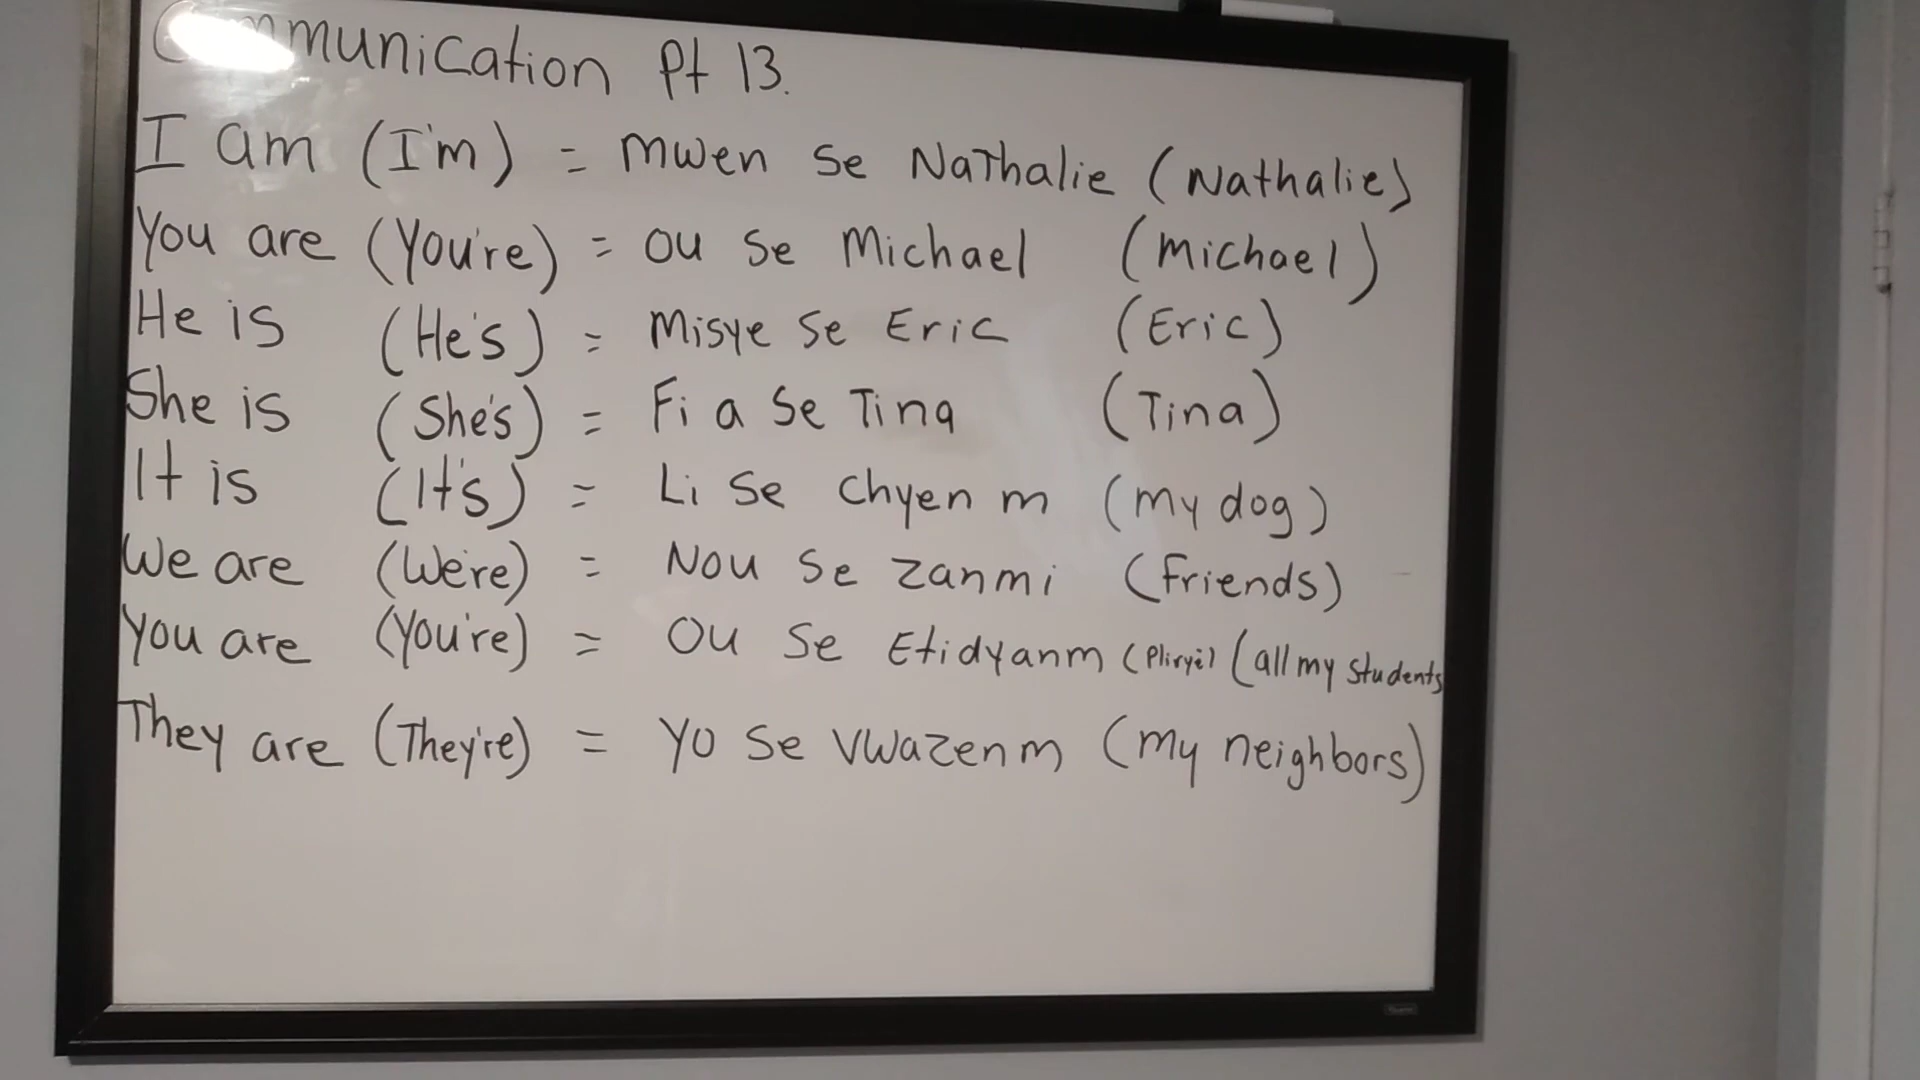 Communication Pt 13.
I am (I'm) = Mwen se Nathalie (Nathalie)
You are (You're) = ou se Michael (Michael)
He is (He's) = Misye se Eric (Eric)
She is (She's) = Fi a se Tina (Tina)
It is (It's) = Li se chyen m (my dog)
We are (We're) = Nou se zanmi (friends)
You are (You're) = Ou se Etidyanm (Pliryèl) (all my students
They are (They're) = Yo se vwazenm (my neighbors)